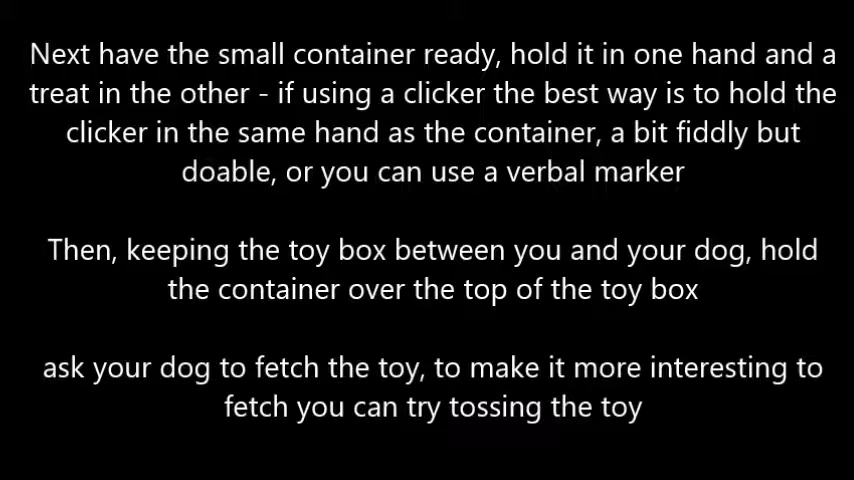 Next have the small container ready, hold it in one hand and a
treat in the other - if using a clicker the best way is to hold the
clicker in the same hand as the container, a bit fiddly but
doable, or you can use a verbal marker
Then, keeping the toy box between you and your dog, hold
the container over the top of the toy box
ask your dog to fetch the toy, to make it more interesting to
fetch you can try tossing the toy